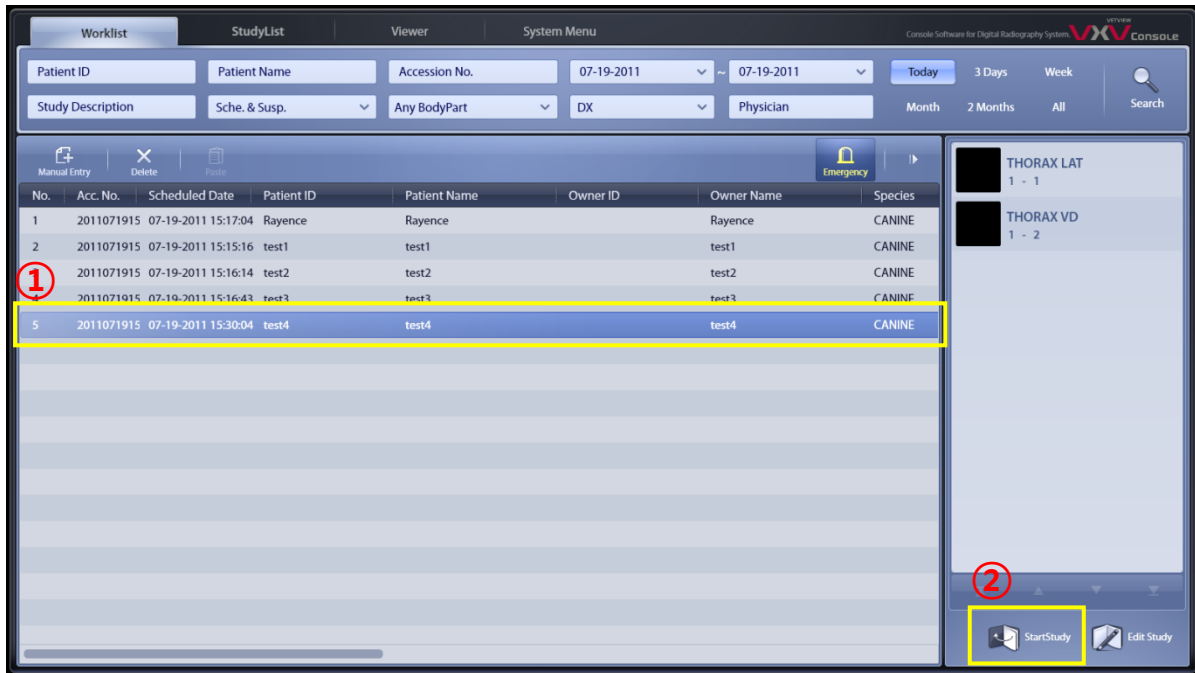 Worklist StudyList Viewer System Menu Console Software for Digital Radiography System. VETVIEW VXV Console
Patient ID Patient Name Accession No. 07-19-2011 ~ 07-19-2011 Today 3 Days Week
Study Description Sche. & Susp. Any BodyPart DX Physician Month 2 Months All Search
Manual Entry Delete Paste Emergency
No. Acc. No. Scheduled Date Patient ID Patient Name Owner ID Owner Name Species
1 2011071915 07-19-2011 15:17:04 Rayence Rayence Rayence CANINE
2 2011071915 07-19-2011 15:15:16 test1 test1 test1 CANINE
① 2011071915 07-19-2011 15:16:14 test2 test2 test2 CANINE
4 2011071915 07-19-2011 15:16:43 test3 test3 test3 CANINE
5 2011071915 07-19-2011 15:30:04 test4 test4 test4 CANINE
THORAX LAT
1 - 1
THORAX VD
1 - 2
②
StartStudy Edit Study